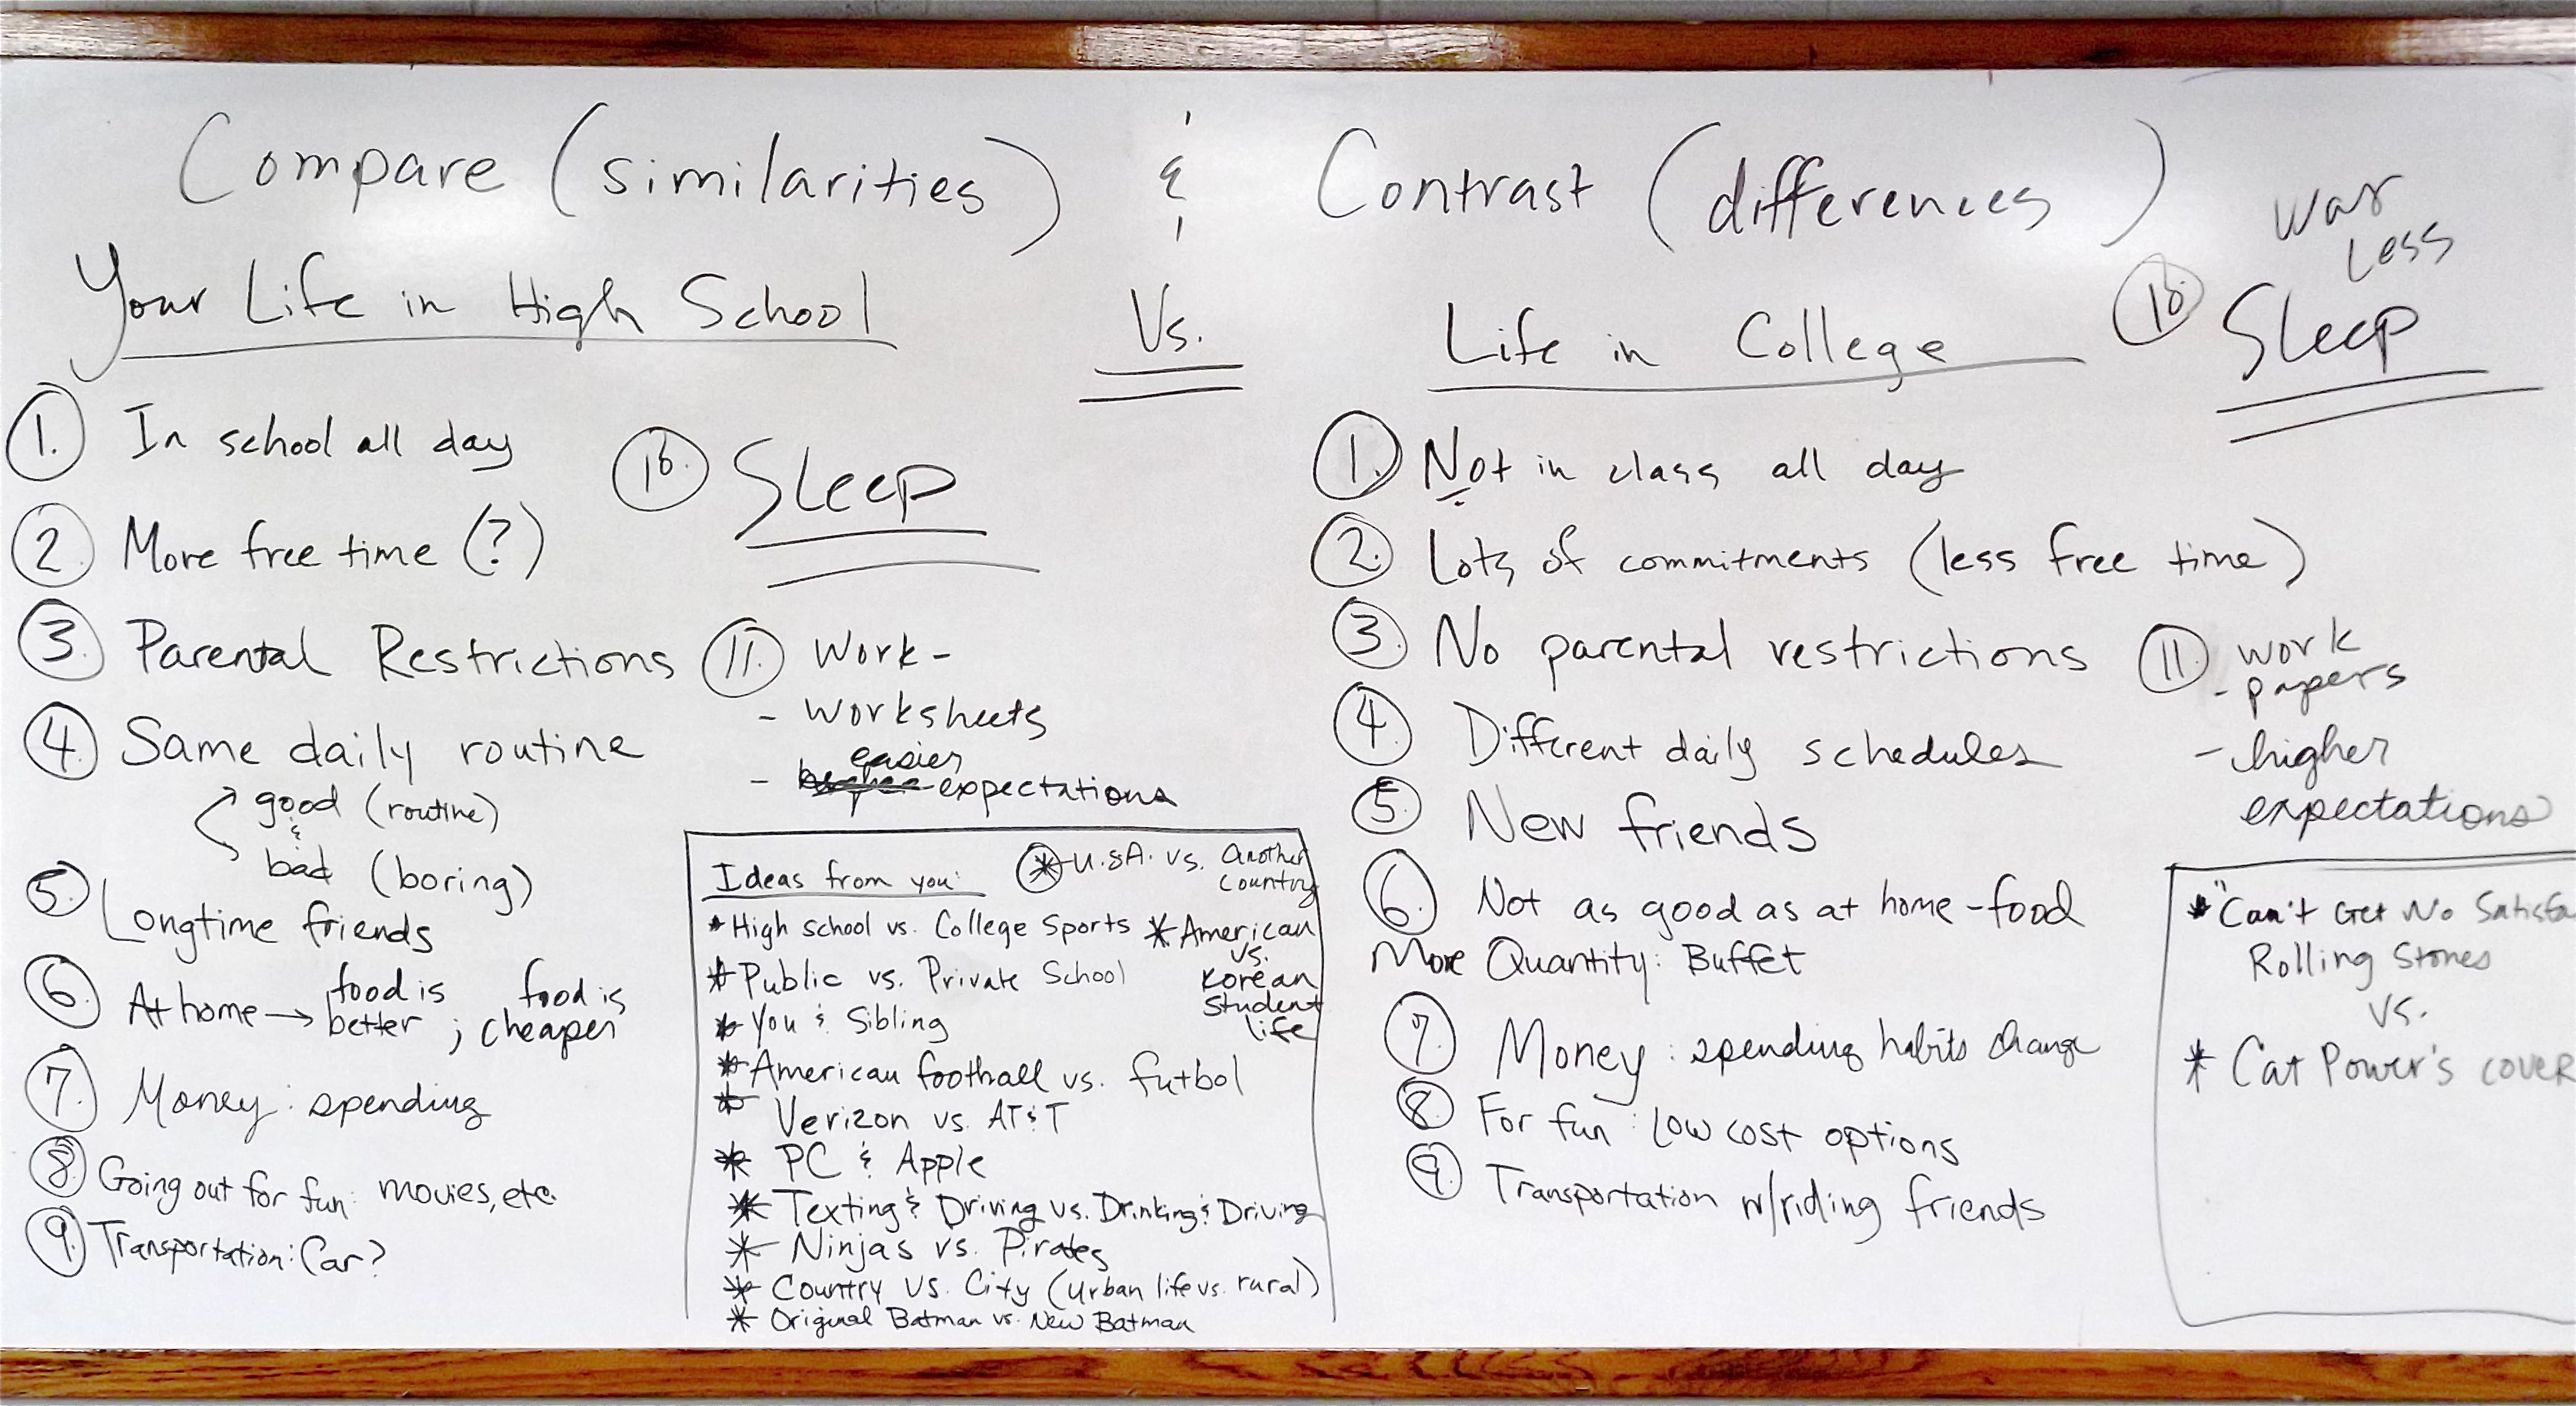 Compare (similarities) & Contrast (differences)
Your Life in High School
Vs.
Life in College
1. In school all day
2. More free time (?)
3. Parental Restrictions
4. Same daily routine
good (routine)
&
bad (boring)
5. Longtime friends
6. At home → food is better ; food is cheaper
7. Money: spending
8. Going out for fun: movies, etc.
9. Transportation: Car?
10. Sleep
11. Work -
- worksheets
easier
- expectations
Ideas from you:
* U.S.A. vs. Another Country
* High school vs. College Sports
* American
vs.
Korean
student
life
* Public vs. Private School
* You & Sibling
* American football vs. futbol
* Verizon vs. AT&T
* PC & Apple
* Texting & Driving vs. Drinking & Driving
* Ninjas vs. Pirates
* Country vs. City (urban life vs. rural)
* Original Batman vs. New Batman
1. Not in class all day
2. Lots of commitments (less free time)
3. No parental restrictions
4. Different daily schedules
5. New friends
6. Not as good as at home - food
More Quantity: Buffet
7. Money: spending habits change
8. For fun: low cost options
9. Transportation w/riding friends
way
less
10. Sleep
11. work
- papers
- higher
expectations
* "Can't Get No Satisfa
Rolling Stones
vs.
* Cat Power's cover